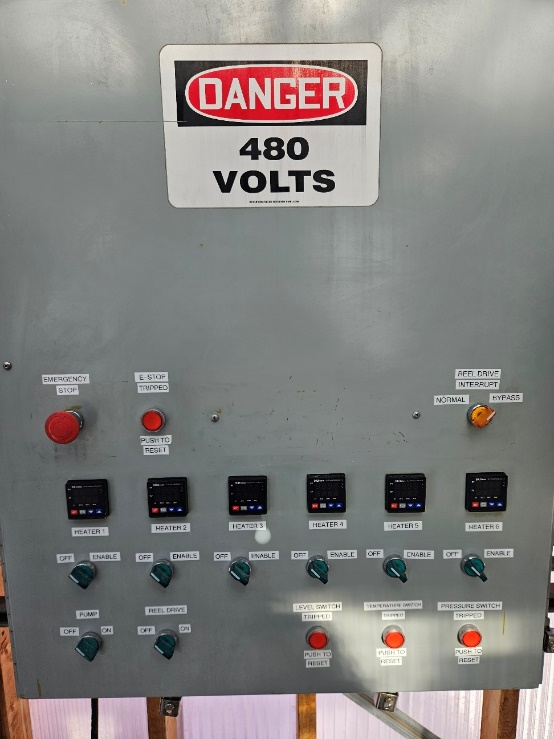 DANGER
480
VOLTS
EMERGENCY
STOP
E-STOP
TRIPPED
PUSH TO
RESET
REEL DRIVE
INTERRUPT
NORMAL BYPASS
HEATER 1
HEATER 2
HEATER 3
HEATER 4
HEATER 5
HEATER 6
OFF ENABLE
OFF ENABLE
OFF ENABLE
OFF ENABLE
OFF ENABLE
OFF ENABLE
PUMP
OFF ON
REEL DRIVE
OFF ON
LEVEL SWITCH
TRIPPED
PUSH TO
RESET
TEMPERATURE SWITCH
TRIPPED
PUSH TO
RESET
PRESSURE SWITCH
TRIPPED
PUSH TO
RESET